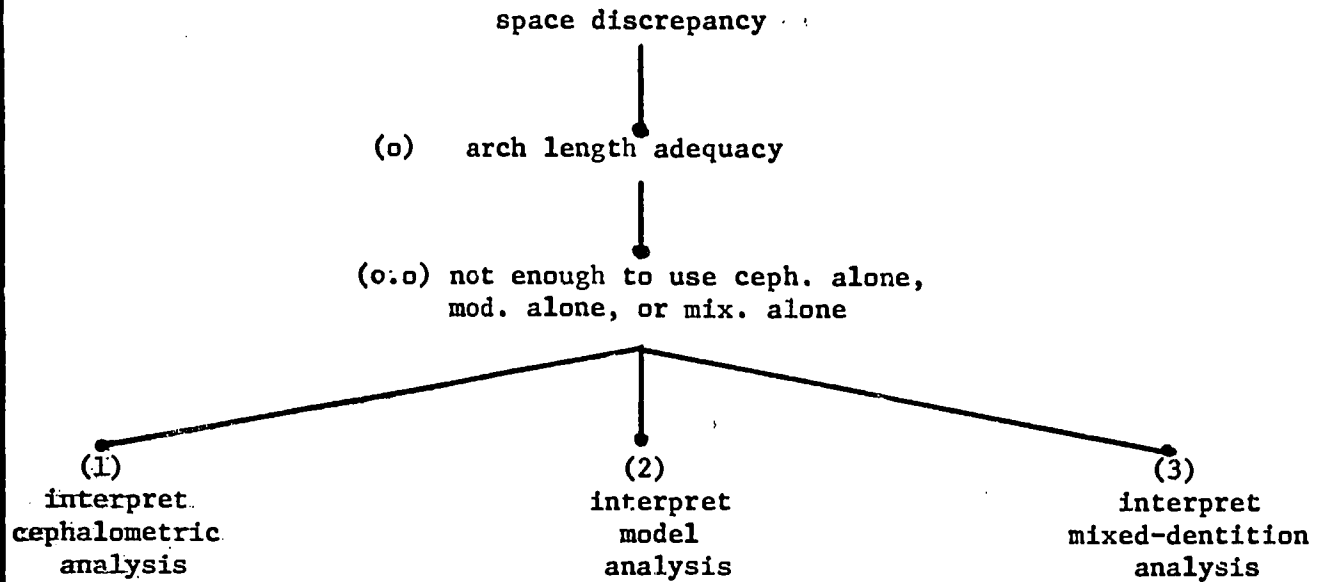 space discrepancy
(o) arch length adequacy
(o.o) not enough to use ceph. alone,
mod. alone, or mix. alone
(1)
interpret
cephalometric
analysis
(2)
interpret
model
analysis
(3)
interpret
mixed-dentition
analysis